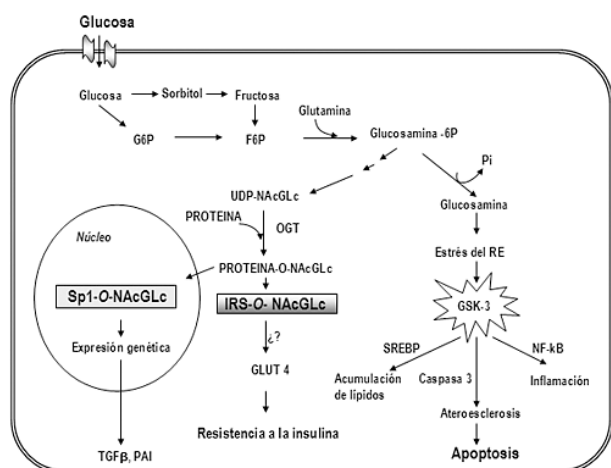 Glucosa
Glucosa
Sorbitol
Fructosa
Glutamina
G6P
F6P
Glucosamina -6P
Pi
UDP-NAcGLc
Glucosamina
PROTEINA
OGT
Núcleo
Estrés del RE
PROTEINA-O-NAcGLc
Sp1-O-NAcGLc
IRS-O- NAcGLc
GSK-3
Expresión genética
¿?
SREBP
NF-kB
GLUT 4
Acumulación
de lípidos
Caspasa 3
Inflamación
Ateroesclerosis
Resistencia a la insulina
TGFβ, PAI
Apoptosis